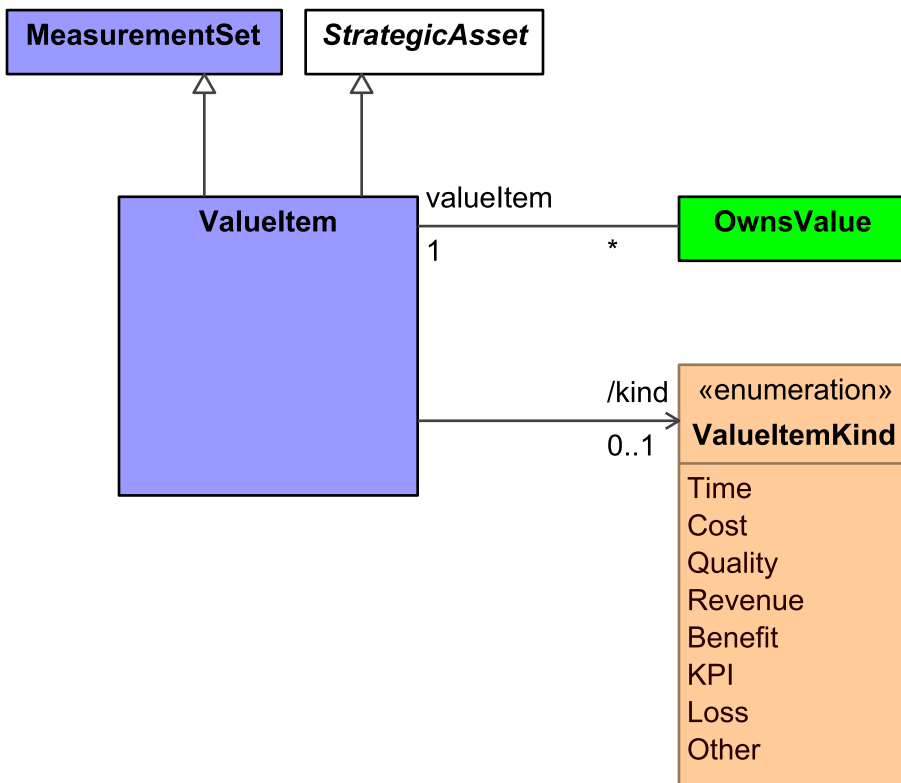 MeasurementSet
StrategicAsset
ValueItem
valueItem
1
*
OwnsValue
/kind
0..1
«enumeration»
ValueItemKind
Time
Cost
Quality
Revenue
Benefit
KPI
Loss
Other